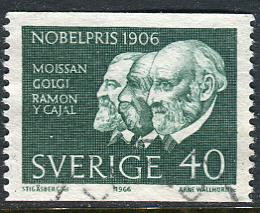 NOBELPRIS 1906
MOISSAN
GOLGI
RAMON
Y CAJAL
SVERIGE 40
1966 ARNE WALLHORN